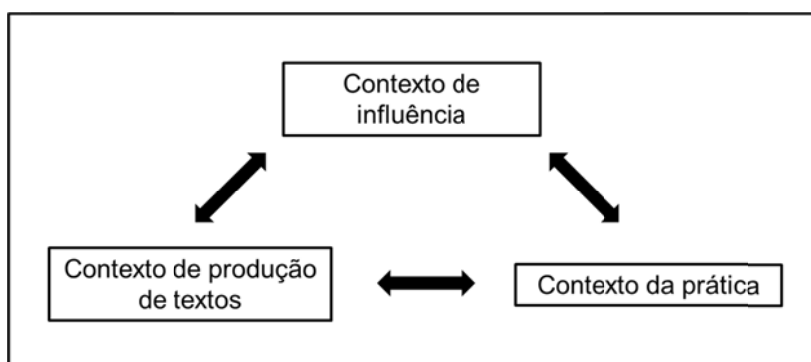 Contexto de
influência
Contexto de produção
de textos
Contexto da prática